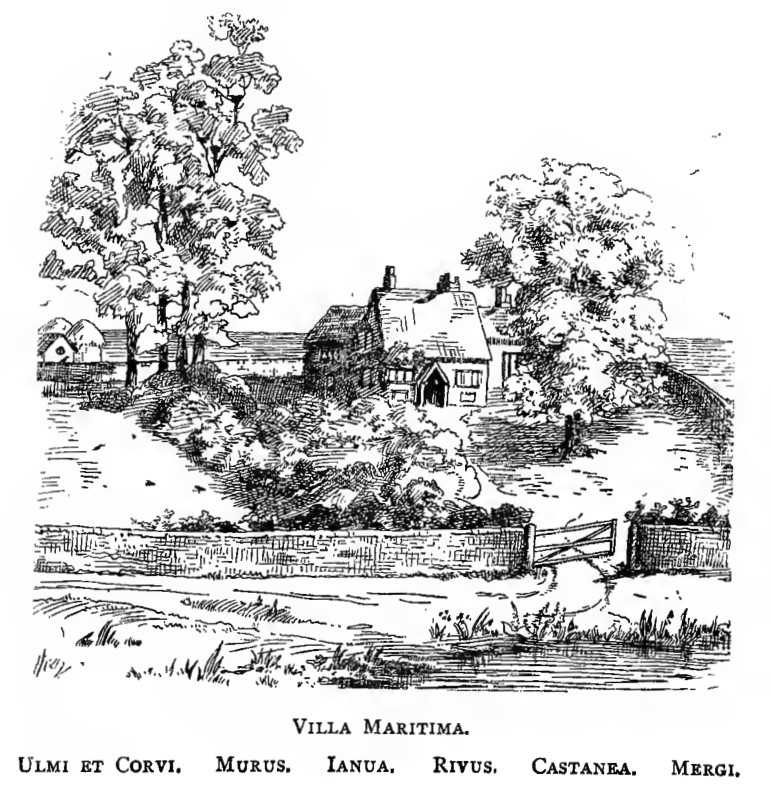 VILLA MARITIMA.
ULMI ET CORVI. MURUS. IANUA. RIVUS. CASTANEA. MERGI.